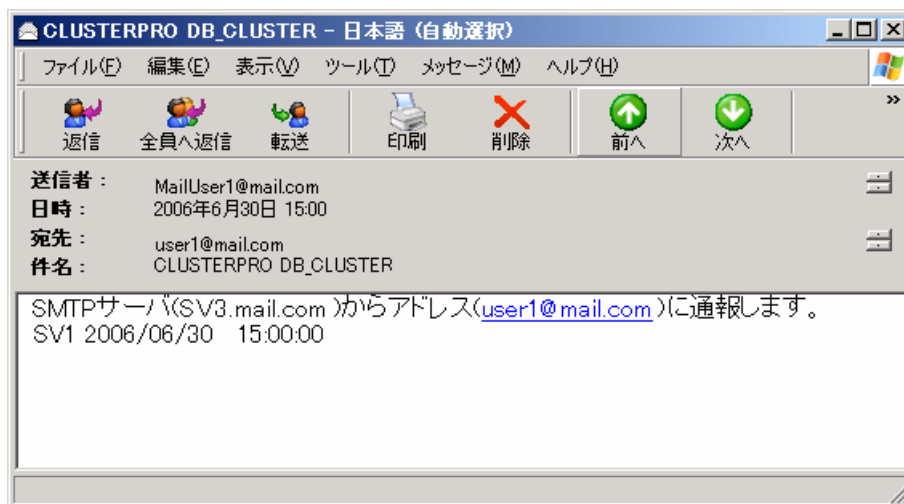 CLUSTERPRO DB_CLUSTER - 日本語 (自動選択)
ファイル(F) 編集(E) 表示(V) ツール(T) メッセージ(M) ヘルプ(H)
返信 全員へ返信 転送 印刷 削除 前へ 次へ
送信者： MailUser1@mail.com
日時： 2006年6月30日 15:00
宛先： user1@mail.com
件名： CLUSTERPRO DB_CLUSTER
SMTPサーバ(SV3.mail.com )からアドレス(user1@mail.com )に通報します。
SV1 2006/06/30 15:00:00